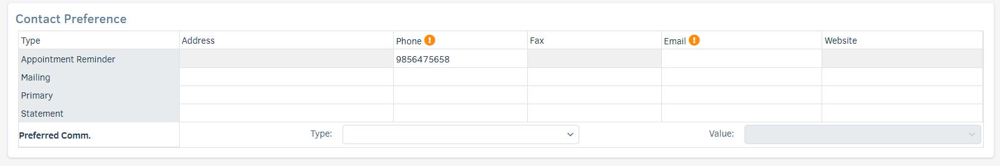 Contact Preference
Type Address Phone Fax Email Website
Appointment Reminder 9856475658
Mailing
Primary
Statement
Preferred Comm. Type: Value: